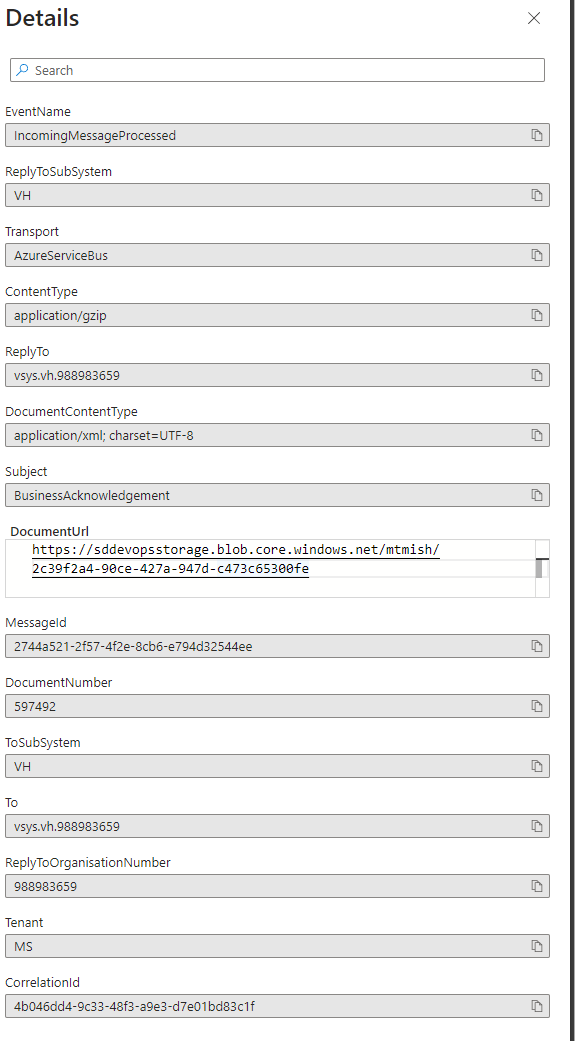 Details
Search
EventName
IncomingMessageProcessed
ReplyToSubSystem
VH
Transport
AzureServiceBus
ContentType
application/gzip
ReplyTo
vsys.vh.988983659
DocumentContentType
application/xml; charset=UTF-8
Subject
BusinessAcknowledgement
DocumentUrl
https://sddevopsstorage.blob.core.windows.net/mtmish/
2c39f2a4-90ce-427a-947d-c473c65300fe
MessageId
2744a521-2f57-4f2e-8cb6-e794d32544ee
DocumentNumber
597492
ToSubSystem
VH
To
vsys.vh.988983659
ReplyToOrganisationNumber
988983659
Tenant
MS
CorrelationId
4b046dd4-9c33-48f3-a9e3-d7e01bd83c1f